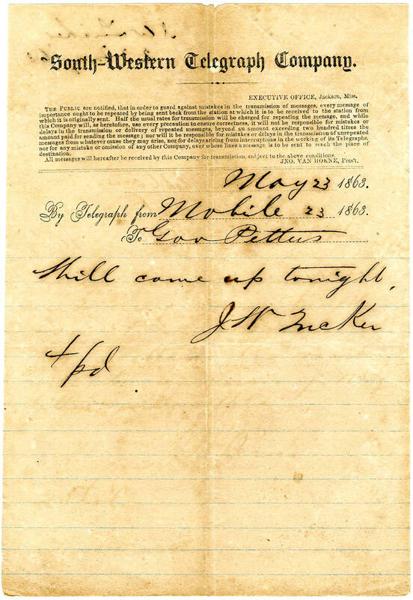 South-Western Telegraph Company.
EXECUTIVE OFFICE, Jackson, Miss.
THE PUBLIC are notified, that in order to guard against mistakes in the transmission of messages, every message of
importance ought to be repeated by being sent back from the station at which it is to be received to the station from
which it is originally sent. Half the usual rates for transmission will be charged for repeating the message, and while
this Company will, as heretofore, use every precaution to ensure correctness, it will not be responsible for mistakes or
delays in the transmission or delivery of repeated messages, beyond an amount exceeding two hundred times the
amount paid for sending the message; nor will it be responsible for mistakes or delays in the transmission of unrepeated
messages from whatever cause they may arise, nor for delays arising from interruptions in the working of its Telegraphs,
nor for any mistake or omission of any other Company, over whose lines a message is to be sent to reach the place of
destination.
All messages will hereafter be received by this Company for transmission, subject to the above conditions.
JNO. VAN HORNE, Pres't.
May 23 1863.
By Telegraph from Mobile 23 1863.
To Gov Pettus
Will come up tonight.
J W Tucker
4 pd